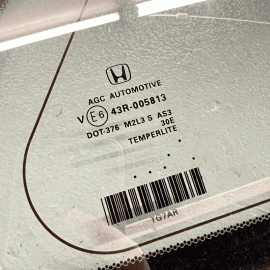 AGC AUTOMOTIVE
V E6 43R-005813
DOT-376 M2L3 S AS3
30E
TEMPERLITE
TG7AR